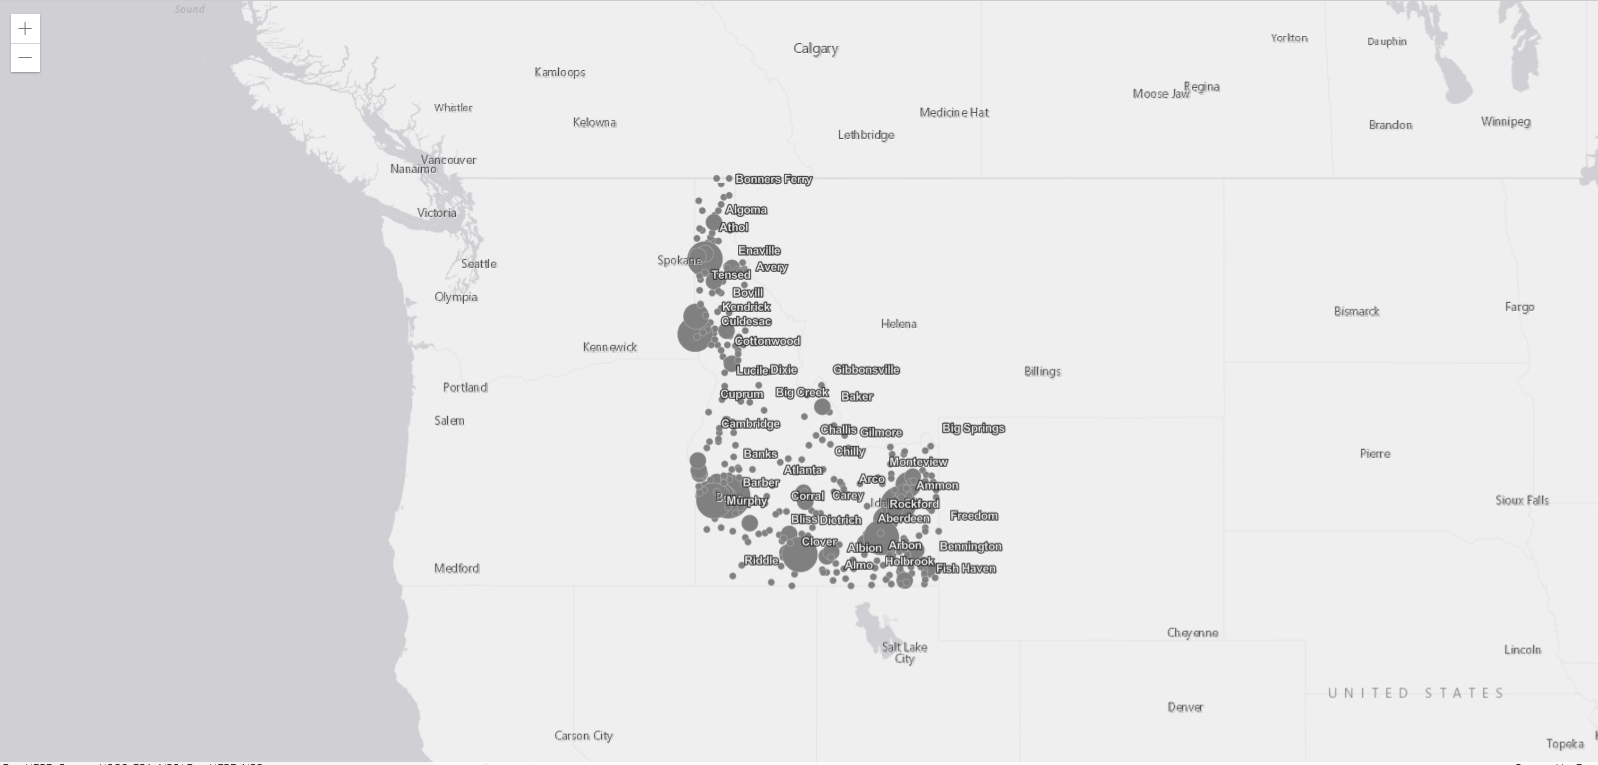 Sound
Calgary
Yorkton
Dauphin
Kamloops
Regina
Moose Jaw
Whistler
Medicine Hat
Kelowna
Winnipeg
Brandon
Lethbridge
Vancouver
Nanaimo
Bonners Ferry
Algoma
Victoria
Athol
Enaville
Spokane
Seattle
Avery
Tensed
Bovill
Olympia
Kendrick
Bismarck
Fargo
Culdesac
Helena
Cottonwood
Kennewick
Lucile
Dixie
Gibbonsville
Billings
Portland
Cuprum
Big Creek
Baker
Salem
Cambridge
Challis
Gilmore
Big Springs
Chilly
Banks
Pierre
Monteview
Atlanta
Arco
Barber
Ammon
Murphy
Corral
Carey
Sioux Falls
Rockford
Bliss
Dietrich
Aberdeen
Freedom
Clover
Albion
Arbon
Bennington
Riddle
Almo
Holbrook
Fish Haven
Medford
Cheyenne
Salt Lake
City
Lincoln
UNITED STATES
Denver
Carson City
Topeka